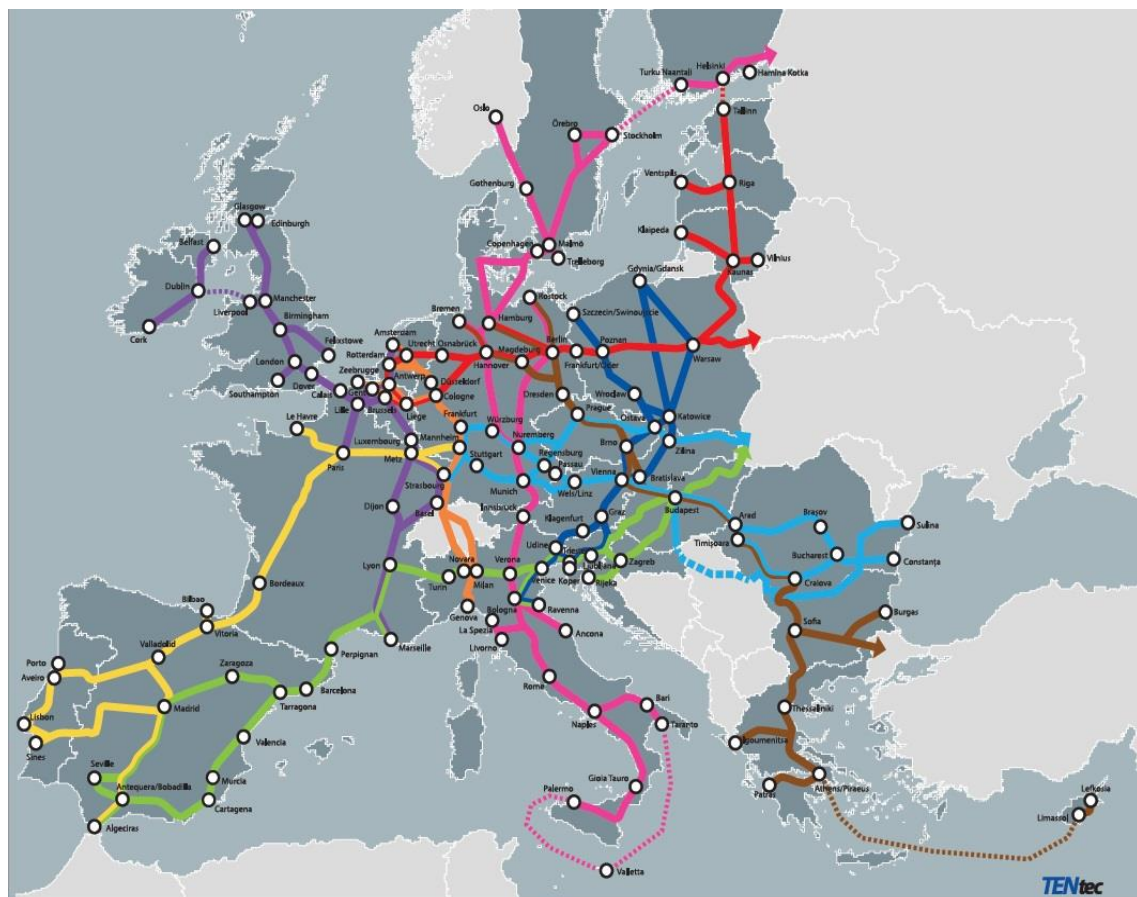 Turku Naantali
Helsinki
Hamina Kotka
Oslo
Örebro
Stockholm
Tallinn
Ventspils
Riga
Gothenburg
Glasgow
Edinburgh
Klaipeda
Belfast
Copenhagen
Malmö
Trelleborg
Kaunas
Vilnius
Gdynia/Gdansk
Dublin
Manchester
Liverpool
Birmingham
Cork
Rostock
Bremen
Hamburg
Szczecin/Swinoujscie
Amsterdam
Felixstowe
Utrecht
Osnabrück
Magdeburg
Berlin
Poznan
Warsaw
Rotterdam
Hannover
Frankfurt/Oder
London
Zeebrugge
Antwerp
Düsseldorf
Southampton
Dover
Calais
Gent
Cologne
Dresden
Wroclaw
Lille
Brussels
Liège
Prague
Katowice
Le Havre
Frankfurt
Würzburg
Ostava
Luxembourg
Mannheim
Nuremberg
Brno
Zilina
Paris
Metz
Stuttgart
Regensburg
Passau
Vienna
Bratislava
Strasbourg
Munich
Wels/Linz
Budapest
Dijon
Basel
Innsbruck
Klagenfurt
Graz
Arad
Braşov
Sulina
Timişoara
Udine
Trieste
Ljubljana
Zagreb
Bucharest
Constanţa
Lyon
Novara
Verona
Turin
Milan
Venice
Koper
Rijeka
Craiova
Bordeaux
Bilbao
Genova
Bologna
Ravenna
Burgas
Vitoria
La Spezia
Ancona
Sofia
Valladolid
Marseille
Livorno
Porto
Perpignan
Aveiro
Zaragoza
Rome
Barcelona
Bari
Madrid
Tarragona
Naples
Taranto
Thessaloniki
Lisbon
Sines
Valencia
Igoumenitsa
Seville
Murcia
Gioia Tauro
Antequera/Bobadilla
Palermo
Patras
Athens/Piraeus
Lefkosia
Cartagena
Limassol
Algeciras
Valletta
TENtec